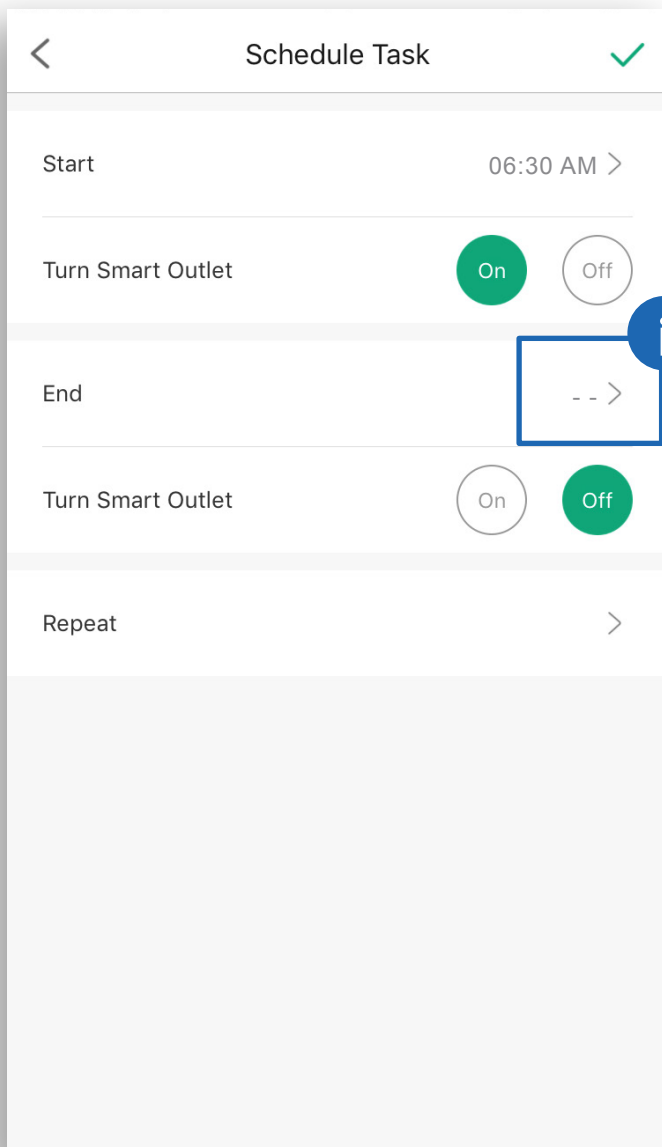 Schedule Task
Start 06:30 AM
Turn Smart Outlet On Off
End - -
Turn Smart Outlet On Off
Repeat